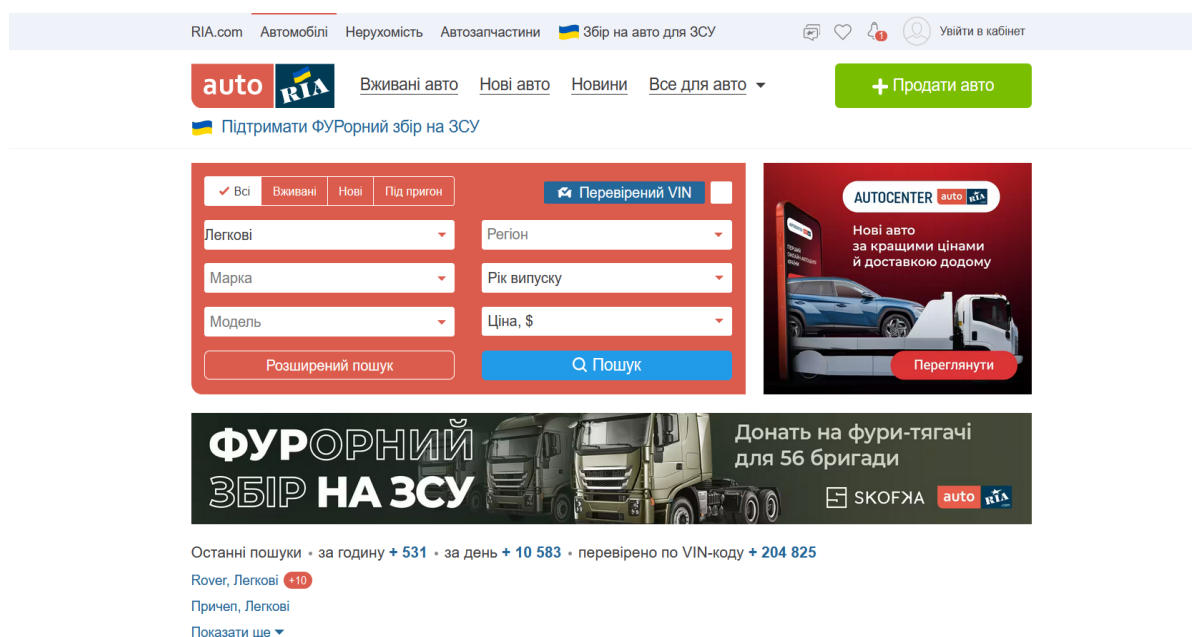 RIA.com Автомобілі Нерухомість Автозапчастини Збір на авто для ЗСУ 1 Увійти в кабінет
auto RIA Вживані авто Нові авто Новини Все для авто Продати авто
Підтримати ФУРорний збір на ЗСУ
Всі Вживані Нові Під пригон Перевірений VIN
Легкові Регіон
Марка Рік випуску
Модель Ціна, $
Розширений пошук Пошук
AUTOCENTER auto RIA
Нові авто
за кращими цінами
й доставкою додому
Переглянути
ФУРОРНИЙ
ЗБІР НА ЗСУ
Донать на фури-тягачі
для 56 бригади
SKOFKA auto RIA
Останні пошуки • за годину + 531 • за день + 10 583 • перевірено по VIN-коду + 204 825
Rover, Легкові +10
Причеп, Легкові
Показати ще